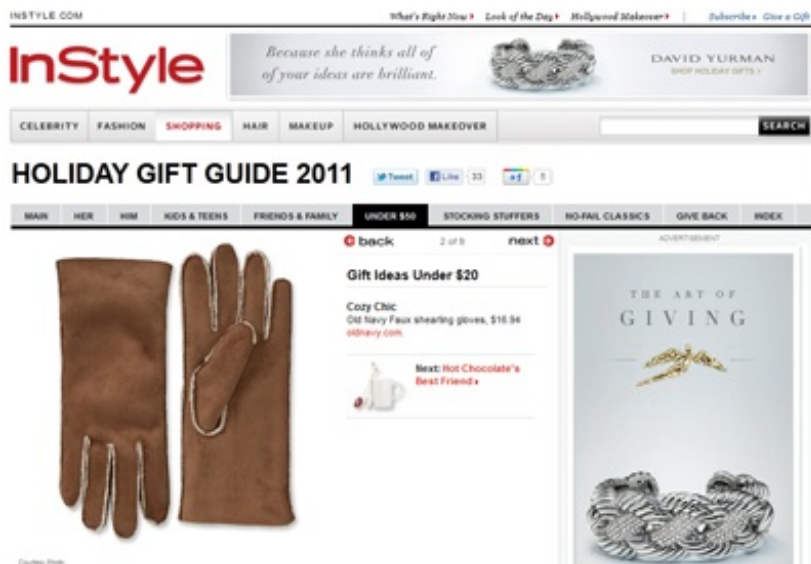 INSTYLE.COM
What's Right Now Look of the Day Hollywood Makeover Subscribe Give a Gift
InStyle
Because she thinks all of
of your ideas are brilliant.
DAVID YURMAN
SHOP HOLIDAY GIFTS >
CELEBRITY FASHION SHOPPING HAIR MAKEUP HOLLYWOOD MAKEOVER
SEARCH
HOLIDAY GIFT GUIDE 2011
Tweet Like 33 +1 1
MAIN HER HIM KIDS & TEENS FRIENDS & FAMILY UNDER $50 STOCKING STUFFERS NO-FAIL CLASSICS GIVE BACK INDEX
back 2 of 9 next
ADVERTISEMENT
Gift Ideas Under $20
Cozy Chic
Old Navy Faux shearling gloves, $16.94
oldnavy.com.
Next: Hot Chocolate's
Best Friend
THE ART OF
GIVING
Courtesy Photo